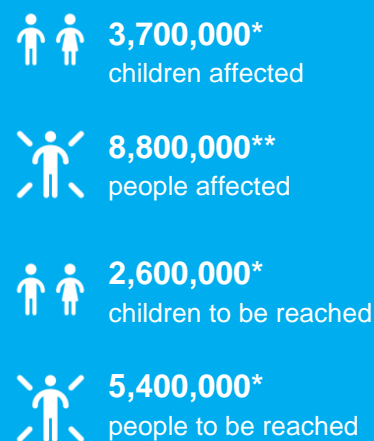 3,700,000*
children affected
8,800,000**
people affected
2,600,000*
children to be reached
5,400,000*
people to be reached